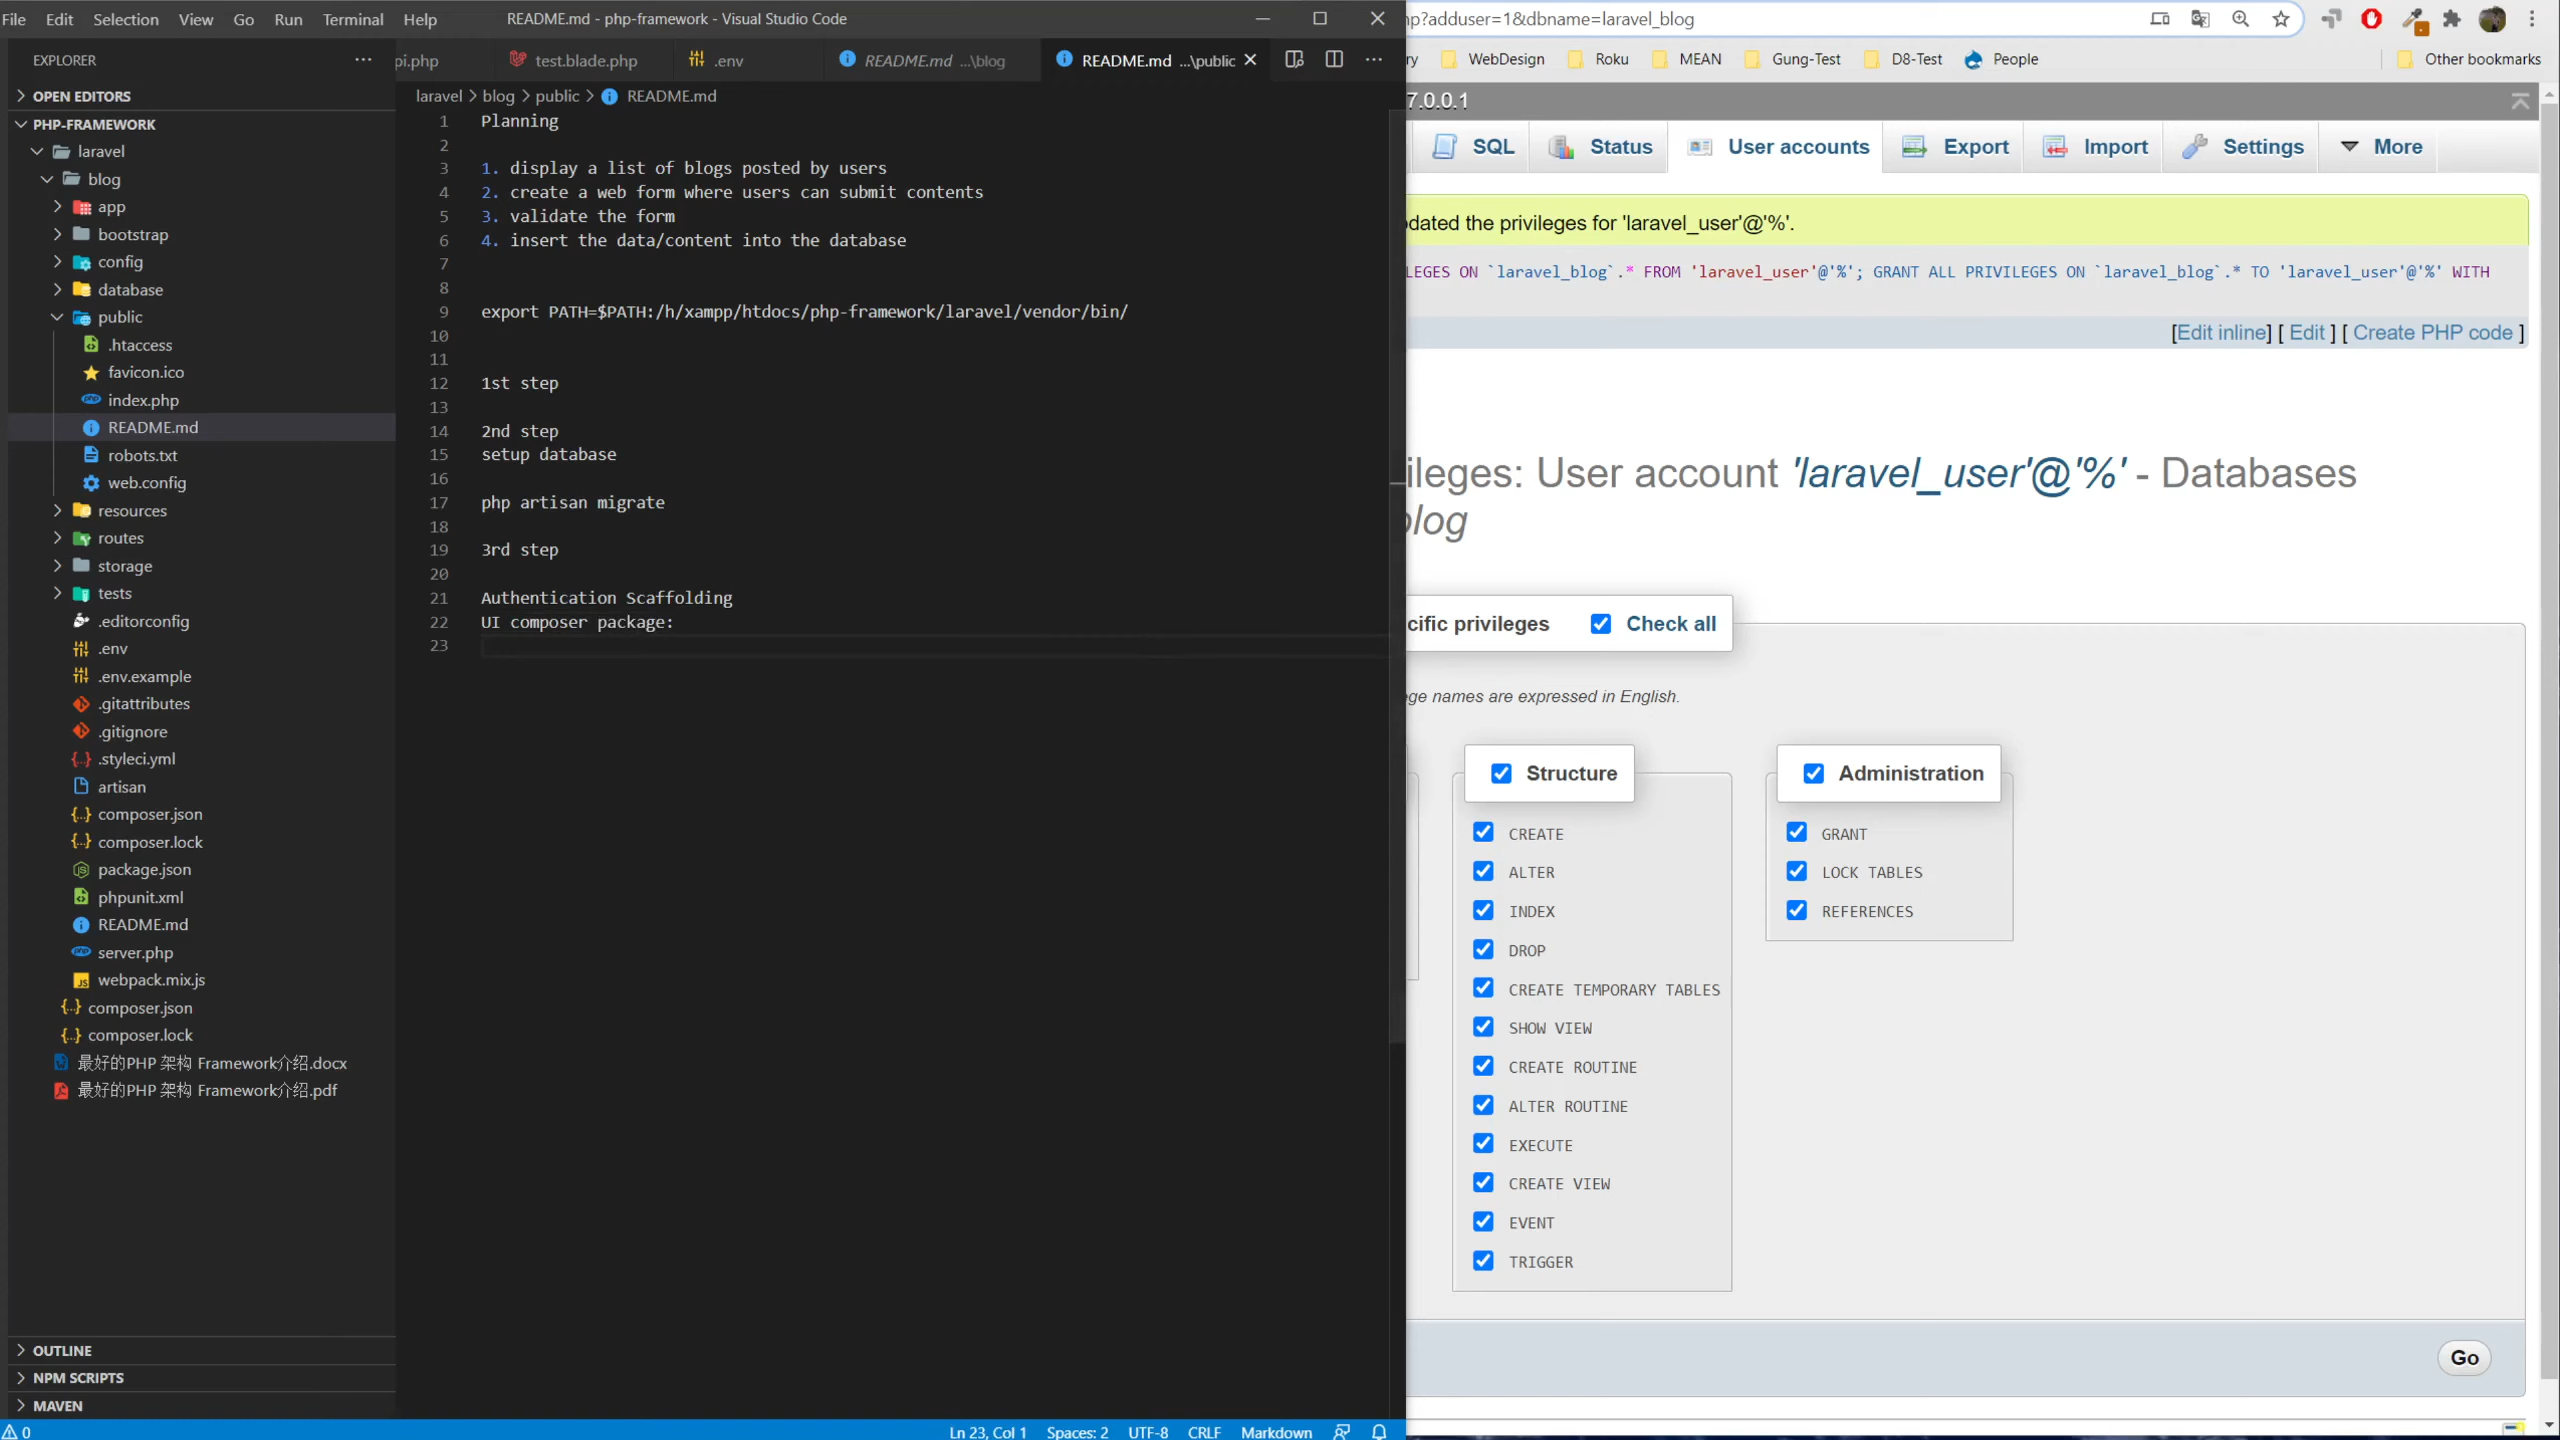 File Edit Selection View Go Run Terminal Help README.md - php-framework - Visual Studio Code
EXPLORER
pi.php test.blade.php .env README.md ...\blog README.md ...\public
OPEN EDITORS
PHP-FRAMEWORK
laravel
blog
app
bootstrap
config
database
public
.htaccess
favicon.ico
index.php
README.md
robots.txt
web.config
resources
routes
storage
tests
.editorconfig
.env
.env.example
.gitattributes
.gitignore
.styleci.yml
artisan
composer.json
composer.lock
package.json
phpunit.xml
README.md
server.php
webpack.mix.js
composer.json
composer.lock
最好的PHP 架构 Framework介绍.docx
最好的PHP 架构 Framework介绍.pdf
OUTLINE
NPM SCRIPTS
MAVEN
laravel > blog > public > README.md
1 Planning
2
3 1. display a list of blogs posted by users
4 2. create a web form where users can submit contents
5 3. validate the form
6 4. insert the data/content into the database
7
8
9 export PATH=$PATH:/h/xampp/htdocs/php-framework/laravel/vendor/bin/
10
11
12 1st step
13
14 2nd step
15 setup database
16
17 php artisan migrate
18
19 3rd step
20
21 Authentication Scaffolding
22 UI composer package:
23
0 Ln 23, Col 1 Spaces: 2 UTF-8 CRLF Markdown
np?adduser=1&dbname=laravel_blog
ry WebDesign Roku MEAN Gung-Test D8-Test People Other bookmarks
7.0.0.1
SQL Status User accounts Export Import Settings More
dated the privileges for 'laravel_user'@'%'.
LEGES ON `laravel_blog`.* FROM 'laravel_user'@'%'; GRANT ALL PRIVILEGES ON `laravel_blog`.* TO 'laravel_user'@'%' WITH
[Edit inline] [ Edit ] [ Create PHP code ]
ileges: User account 'laravel_user'@'%' - Databases
blog
cific privileges Check all
ege names are expressed in English.
Structure
CREATE
ALTER
INDEX
DROP
CREATE TEMPORARY TABLES
SHOW VIEW
CREATE ROUTINE
ALTER ROUTINE
EXECUTE
CREATE VIEW
EVENT
TRIGGER
Administration
GRANT
LOCK TABLES
REFERENCES
Go